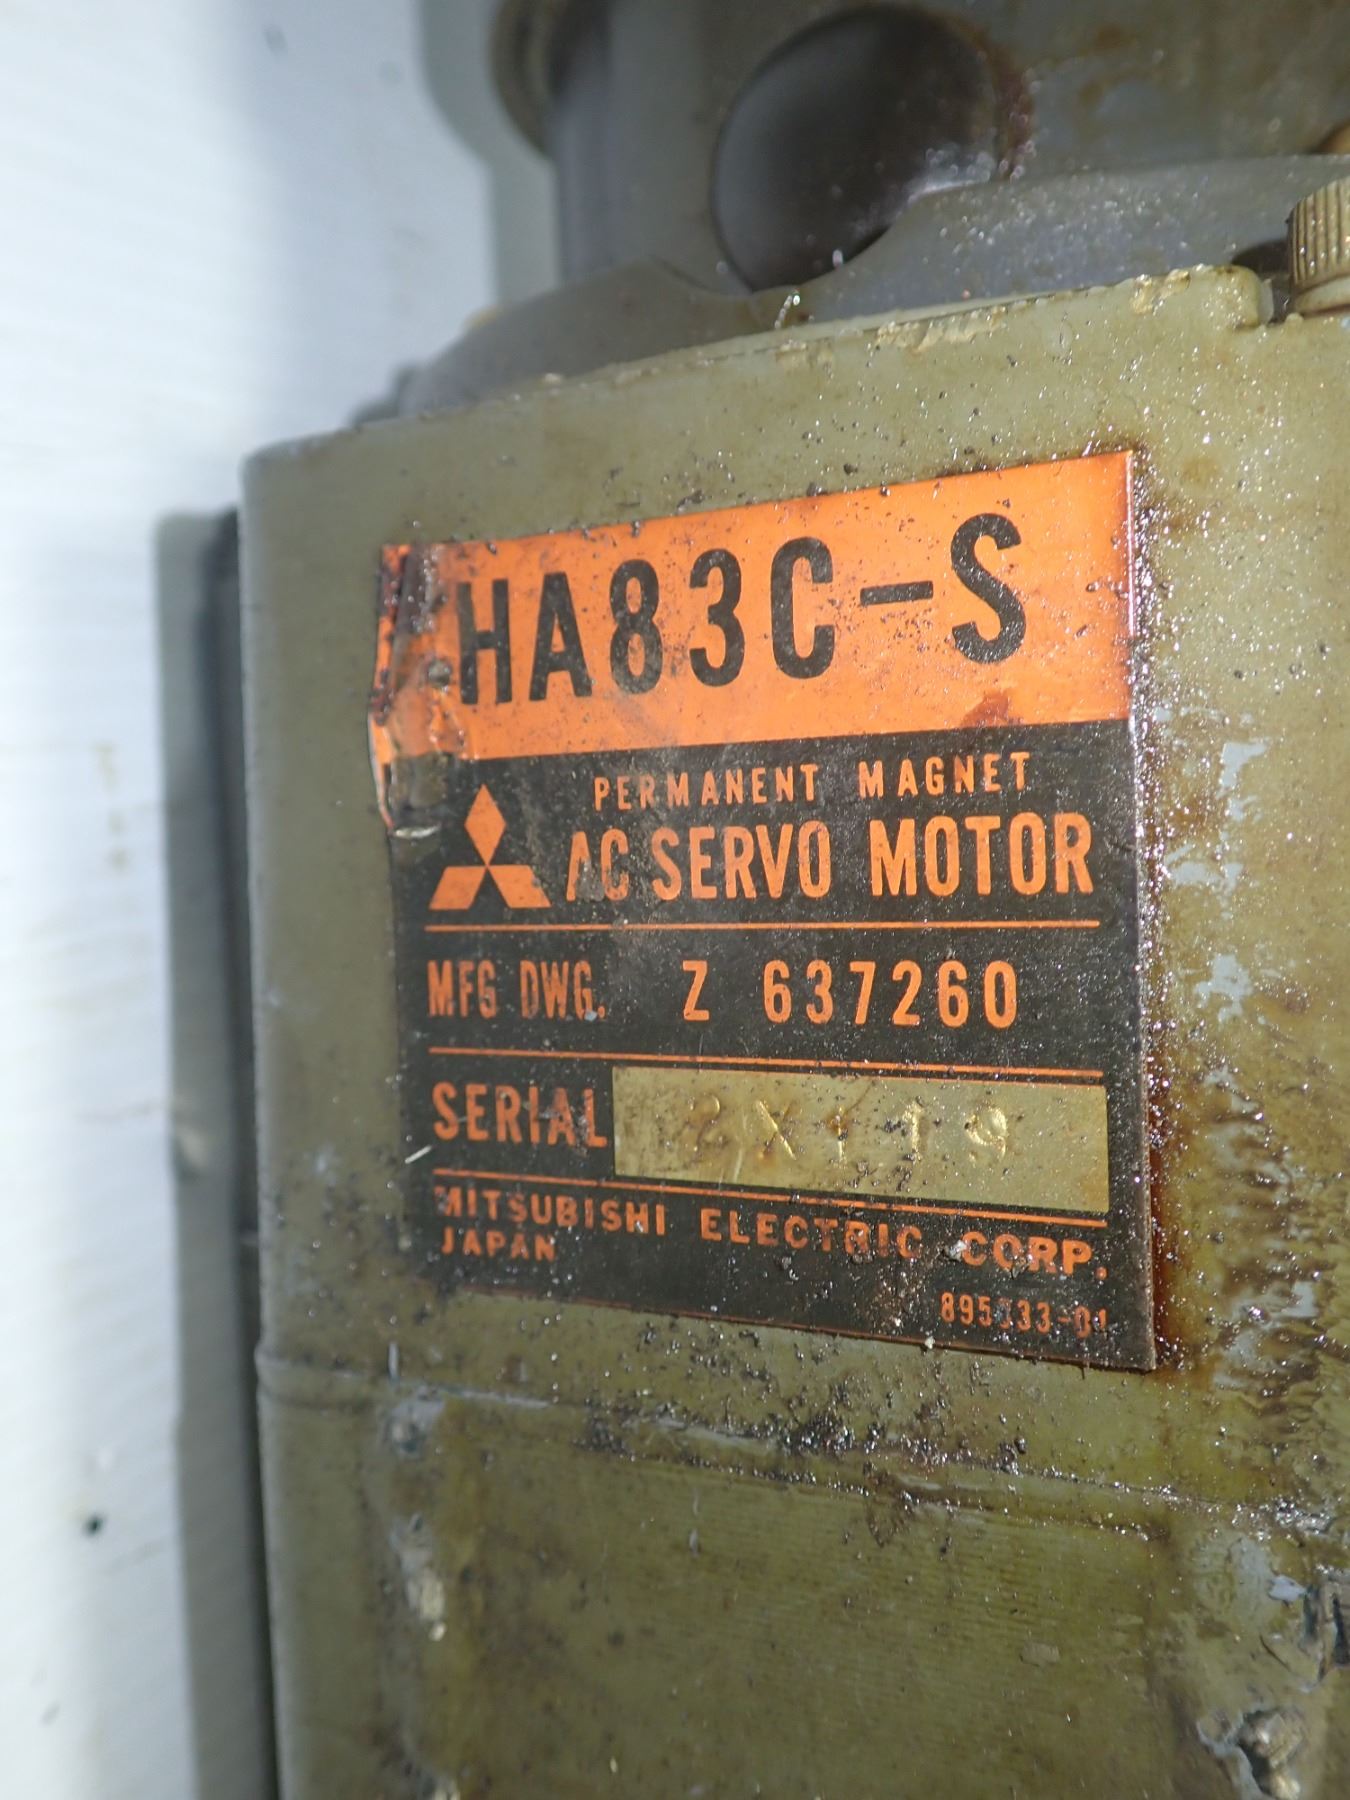 HA83C-S
PERMANENT MAGNET
AC SERVO MOTOR
MFG DWG. Z 637260
SERIAL
MITSUBISHI ELECTRIC CORP.
JAPAN